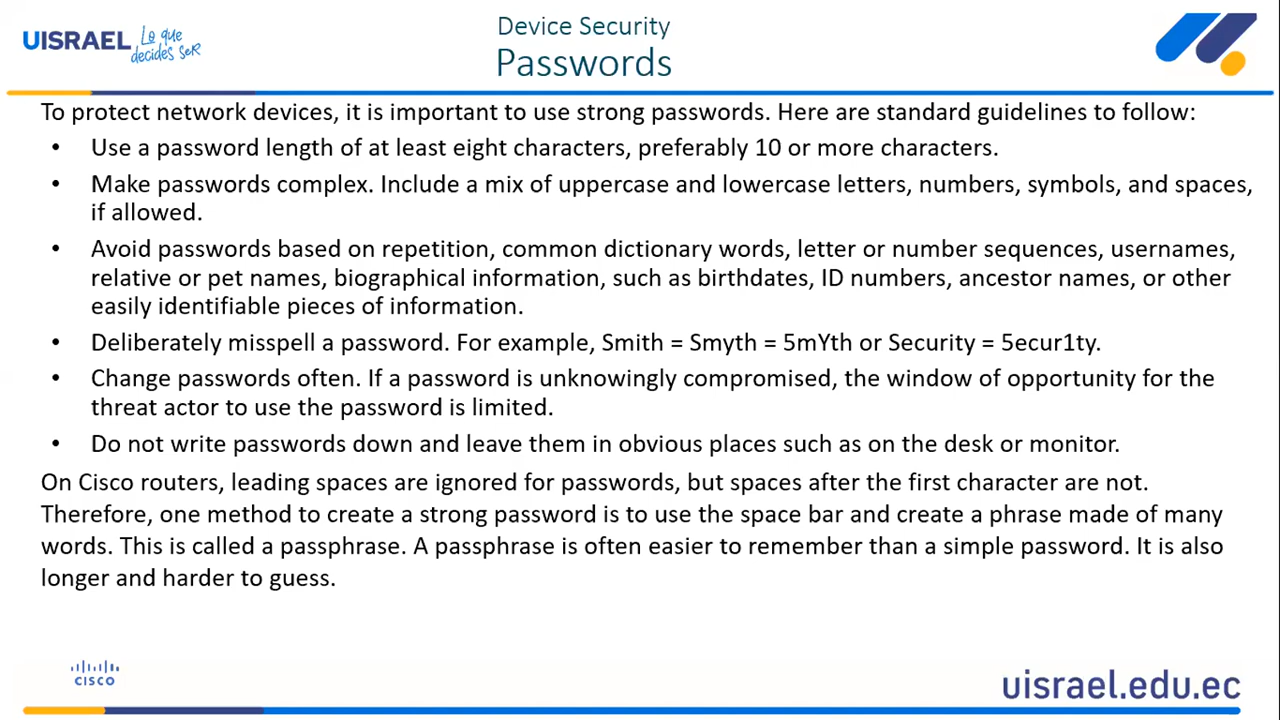 UISRAEL Lo que
decides seR
Device Security
Passwords
To protect network devices, it is important to use strong passwords. Here are standard guidelines to follow:
• Use a password length of at least eight characters, preferably 10 or more characters.
• Make passwords complex. Include a mix of uppercase and lowercase letters, numbers, symbols, and spaces,
if allowed.
• Avoid passwords based on repetition, common dictionary words, letter or number sequences, usernames,
relative or pet names, biographical information, such as birthdates, ID numbers, ancestor names, or other
easily identifiable pieces of information.
• Deliberately misspell a password. For example, Smith = Smyth = 5mYth or Security = 5ecur1ty.
• Change passwords often. If a password is unknowingly compromised, the window of opportunity for the
threat actor to use the password is limited.
• Do not write passwords down and leave them in obvious places such as on the desk or monitor.
On Cisco routers, leading spaces are ignored for passwords, but spaces after the first character are not.
Therefore, one method to create a strong password is to use the space bar and create a phrase made of many
words. This is called a passphrase. A passphrase is often easier to remember than a simple password. It is also
longer and harder to guess.
CISCO
uisrael.edu.ec